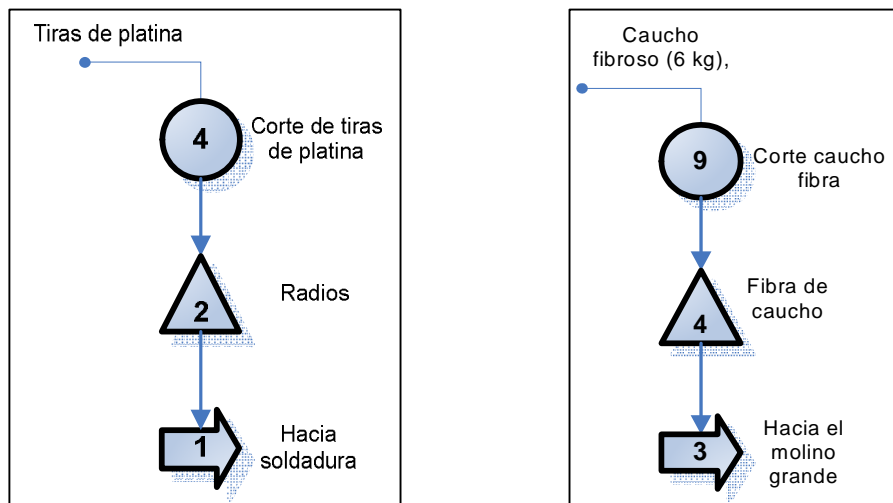 Tiras de platina
4
Corte de tiras
de platina
2
Radios
1
Hacia
soldadura
Caucho
fibroso (6 kg),
9
Corte caucho
fibra
4
Fibra de
caucho
3
Hacia el
molino
grande